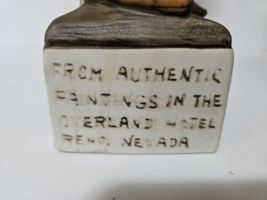 FROM AUTHENTIC
PAINTINGS IN THE
OVERLAND HOTEL
RENO, NEVADA